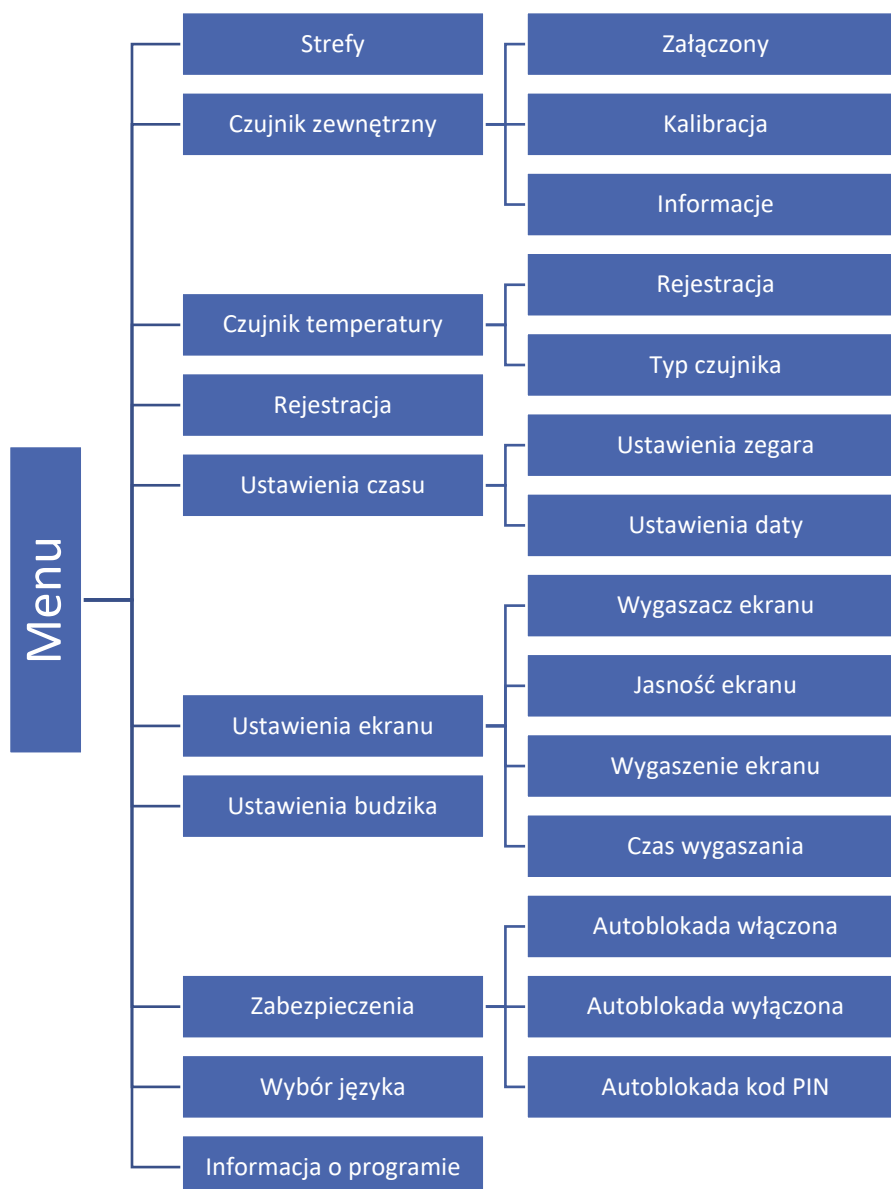 Menu
Strefy
Czujnik zewnętrzny
Załączony
Kalibracja
Informacje
Czujnik temperatury
Rejestracja
Typ czujnika
Rejestracja
Ustawienia czasu
Ustawienia zegara
Ustawienia daty
Ustawienia ekranu
Wygaszacz ekranu
Jasność ekranu
Wygaszenie ekranu
Czas wygaszania
Ustawienia budzika
Zabezpieczenia
Autoblokada włączona
Autoblokada wyłączona
Autoblokada kod PIN
Wybór języka
Informacja o programie